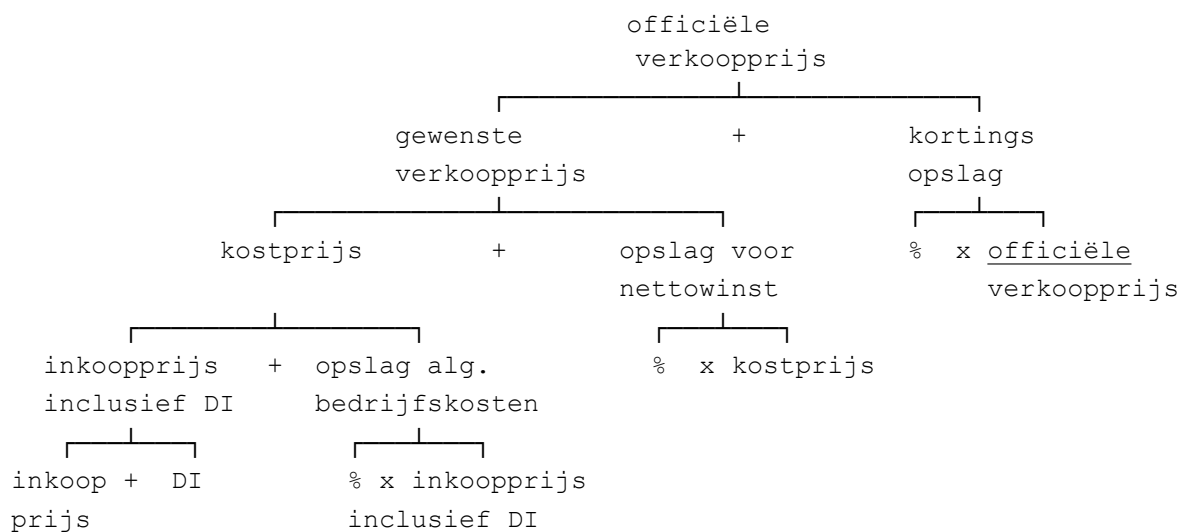 officiële
verkoopprijs
gewenste + kortings
verkoopprijs opslag
kostprijs + opslag voor % x officiële
nettowinst verkoopprijs
inkoopprijs + opslag alg. % x kostprijs
inclusief DI bedrijfskosten
inkoop + DI % x inkoopprijs
prijs inclusief DI